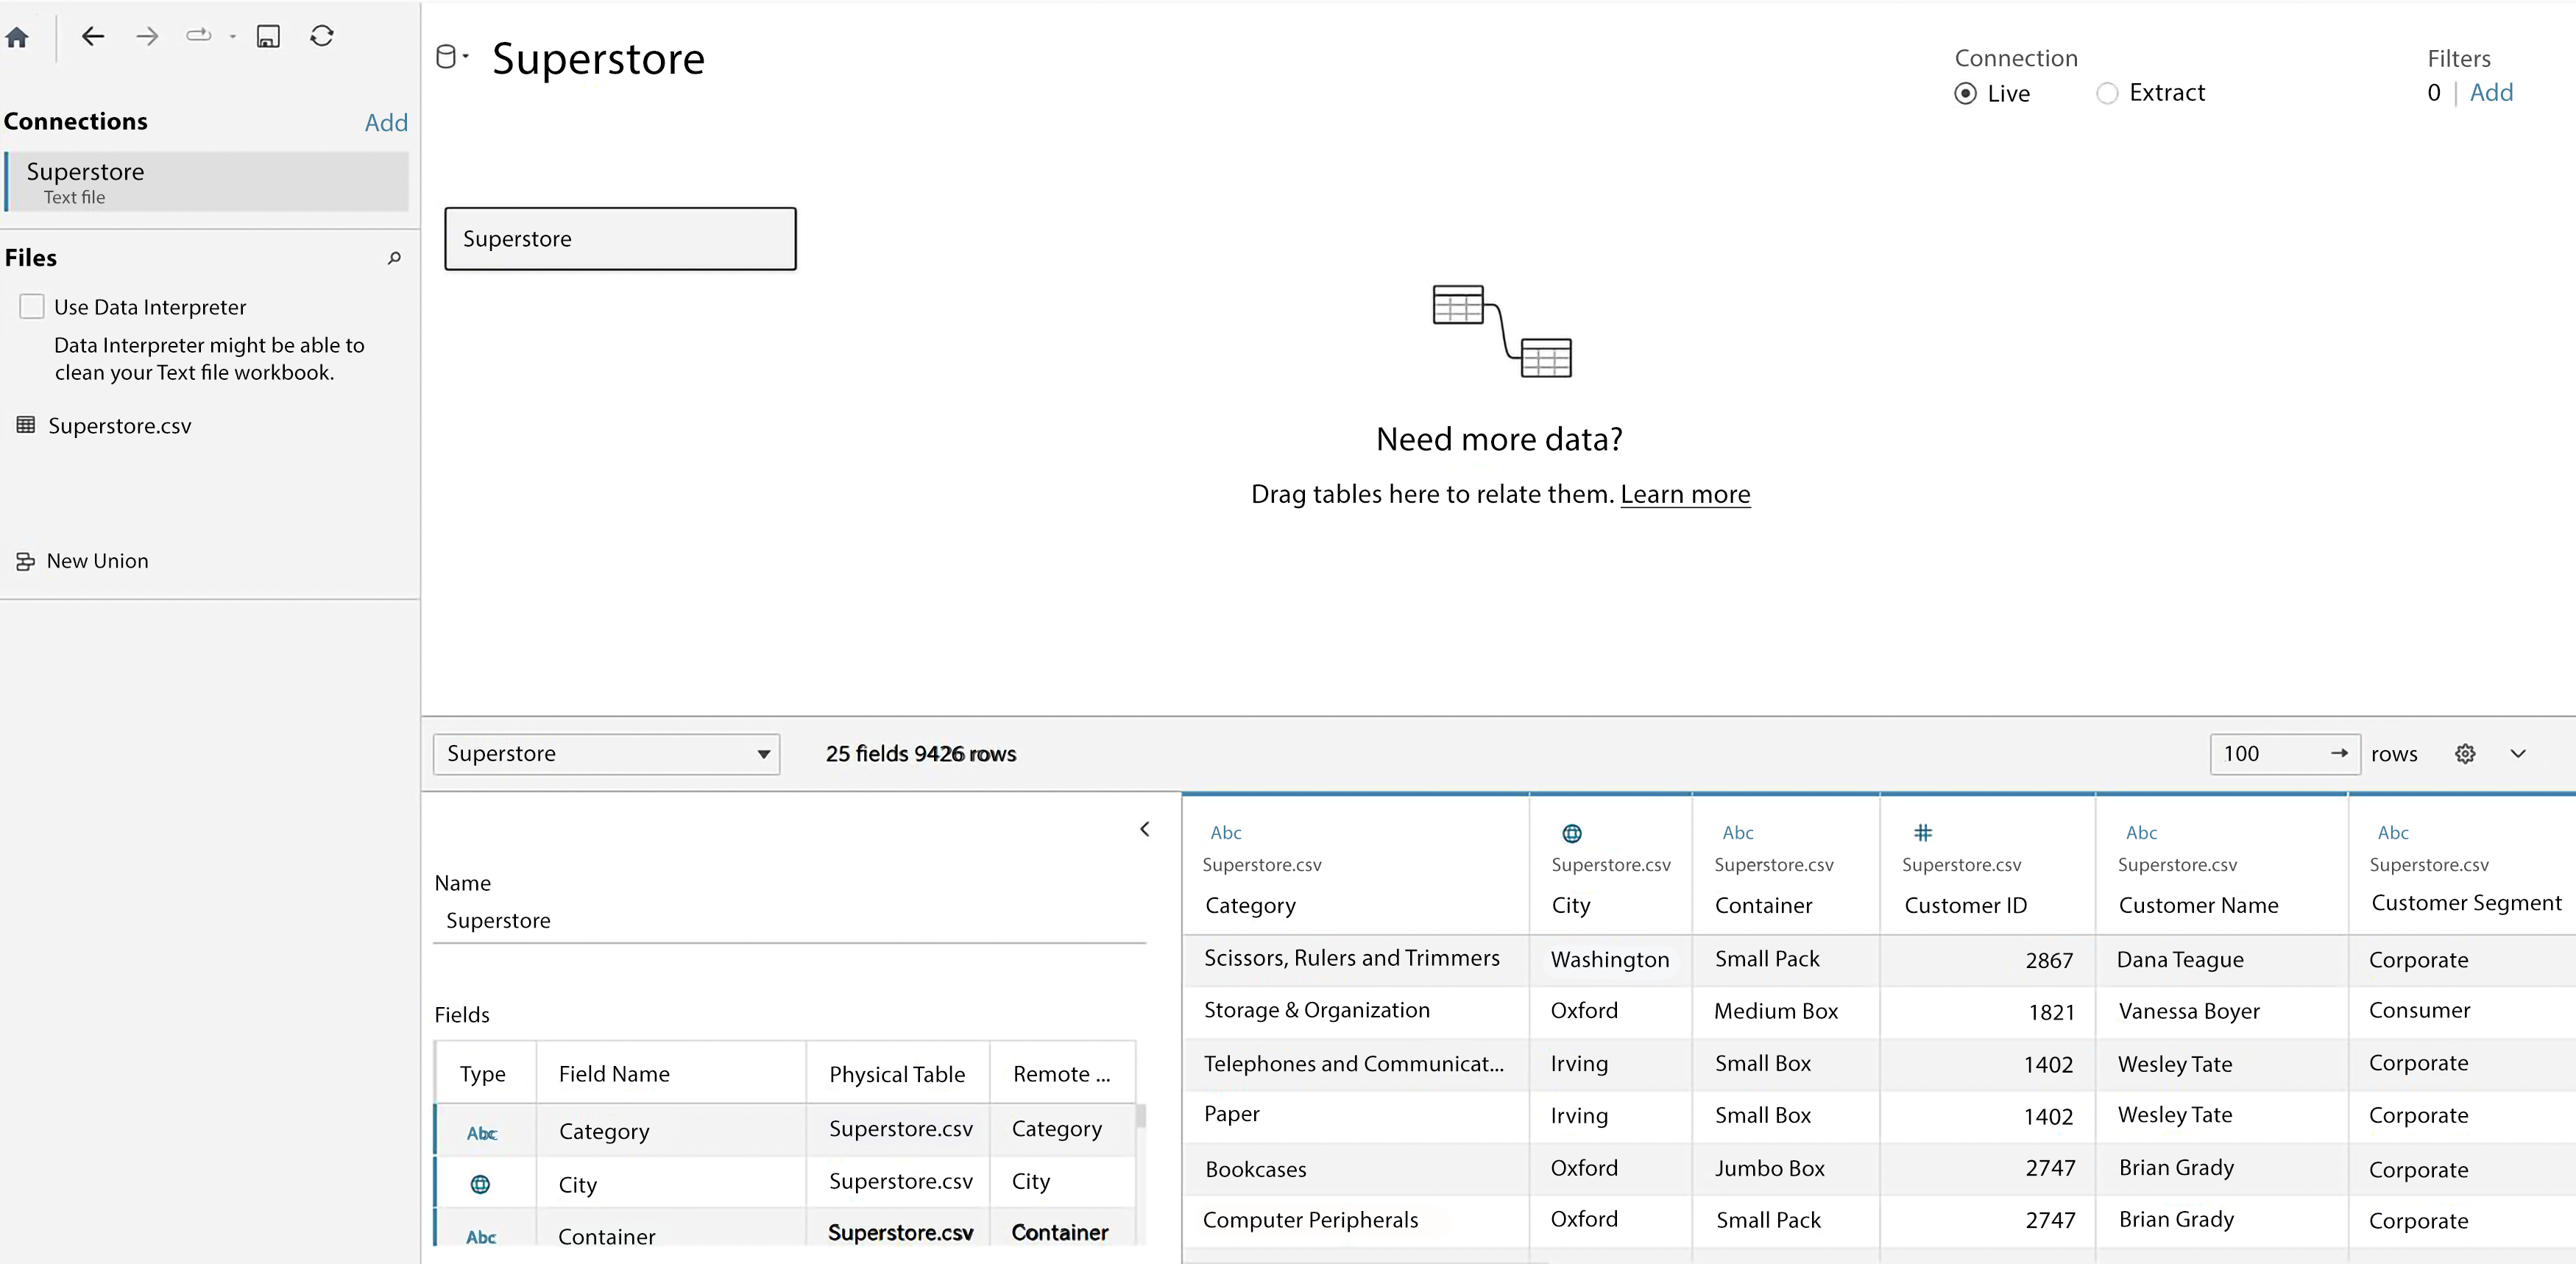 Superstore
Connection
Filters
Live
Extract
0 | Add
Connections
Add
Superstore
Text file
Superstore
Files
Use Data Interpreter
Data Interpreter might be able to
clean your Text file workbook.
Superstore.csv
New Union
Need more data?
Drag tables here to relate them. Learn more
Superstore
25 fields 9426 rows
100
rows
Name
Superstore
Fields
Type Field Name Physical Table Remote ...
Abc Category Superstore.csv Category
City Superstore.csv City
Abc Container Superstore.csv Container
Abc Abc # Abc Abc
Superstore.csv Superstore.csv Superstore.csv Superstore.csv Superstore.csv Superstore.csv
Category City Container Customer ID Customer Name Customer Segment
Scissors, Rulers and Trimmers Washington Small Pack 2867 Dana Teague Corporate
Storage & Organization Oxford Medium Box 1821 Vanessa Boyer Consumer
Telephones and Communicat... Irving Small Box 1402 Wesley Tate Corporate
Paper Irving Small Box 1402 Wesley Tate Corporate
Bookcases Oxford Jumbo Box 2747 Brian Grady Corporate
Computer Peripherals Oxford Small Pack 2747 Brian Grady Corporate